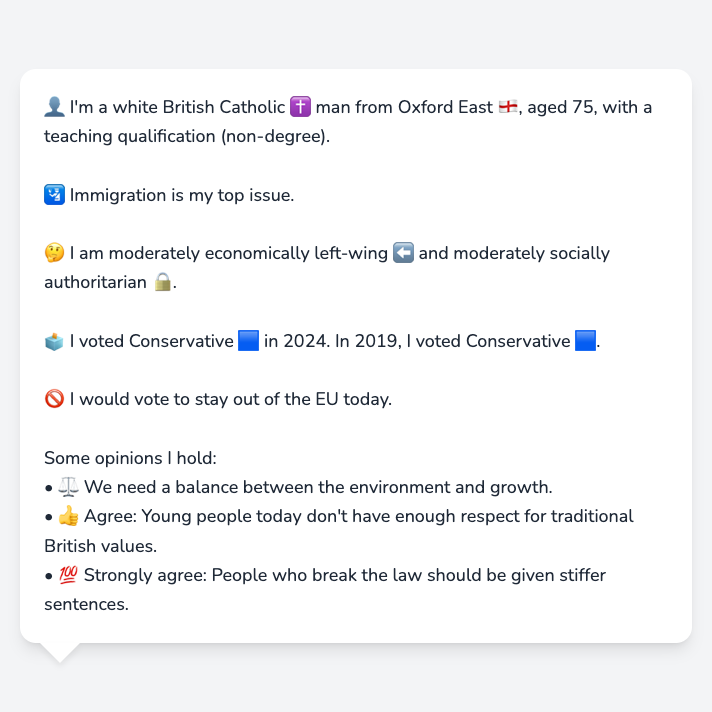 👤 I'm a white British Catholic ✝️ man from Oxford East 🏴󠁧󠁢󠁥󠁮󠁧󠁿, aged 75, with a
teaching qualification (non-degree).
🛂 Immigration is my top issue.
🤔 I am moderately economically left-wing ⬅️ and moderately socially
authoritarian 🔒.
🗳️ I voted Conservative 🟦 in 2024. In 2019, I voted Conservative 🟦.
🚫 I would vote to stay out of the EU today.
Some opinions I hold:
• ⚖️ We need a balance between the environment and growth.
• 👍 Agree: Young people today don't have enough respect for traditional
British values.
• 💯 Strongly agree: People who break the law should be given stiffer
sentences.